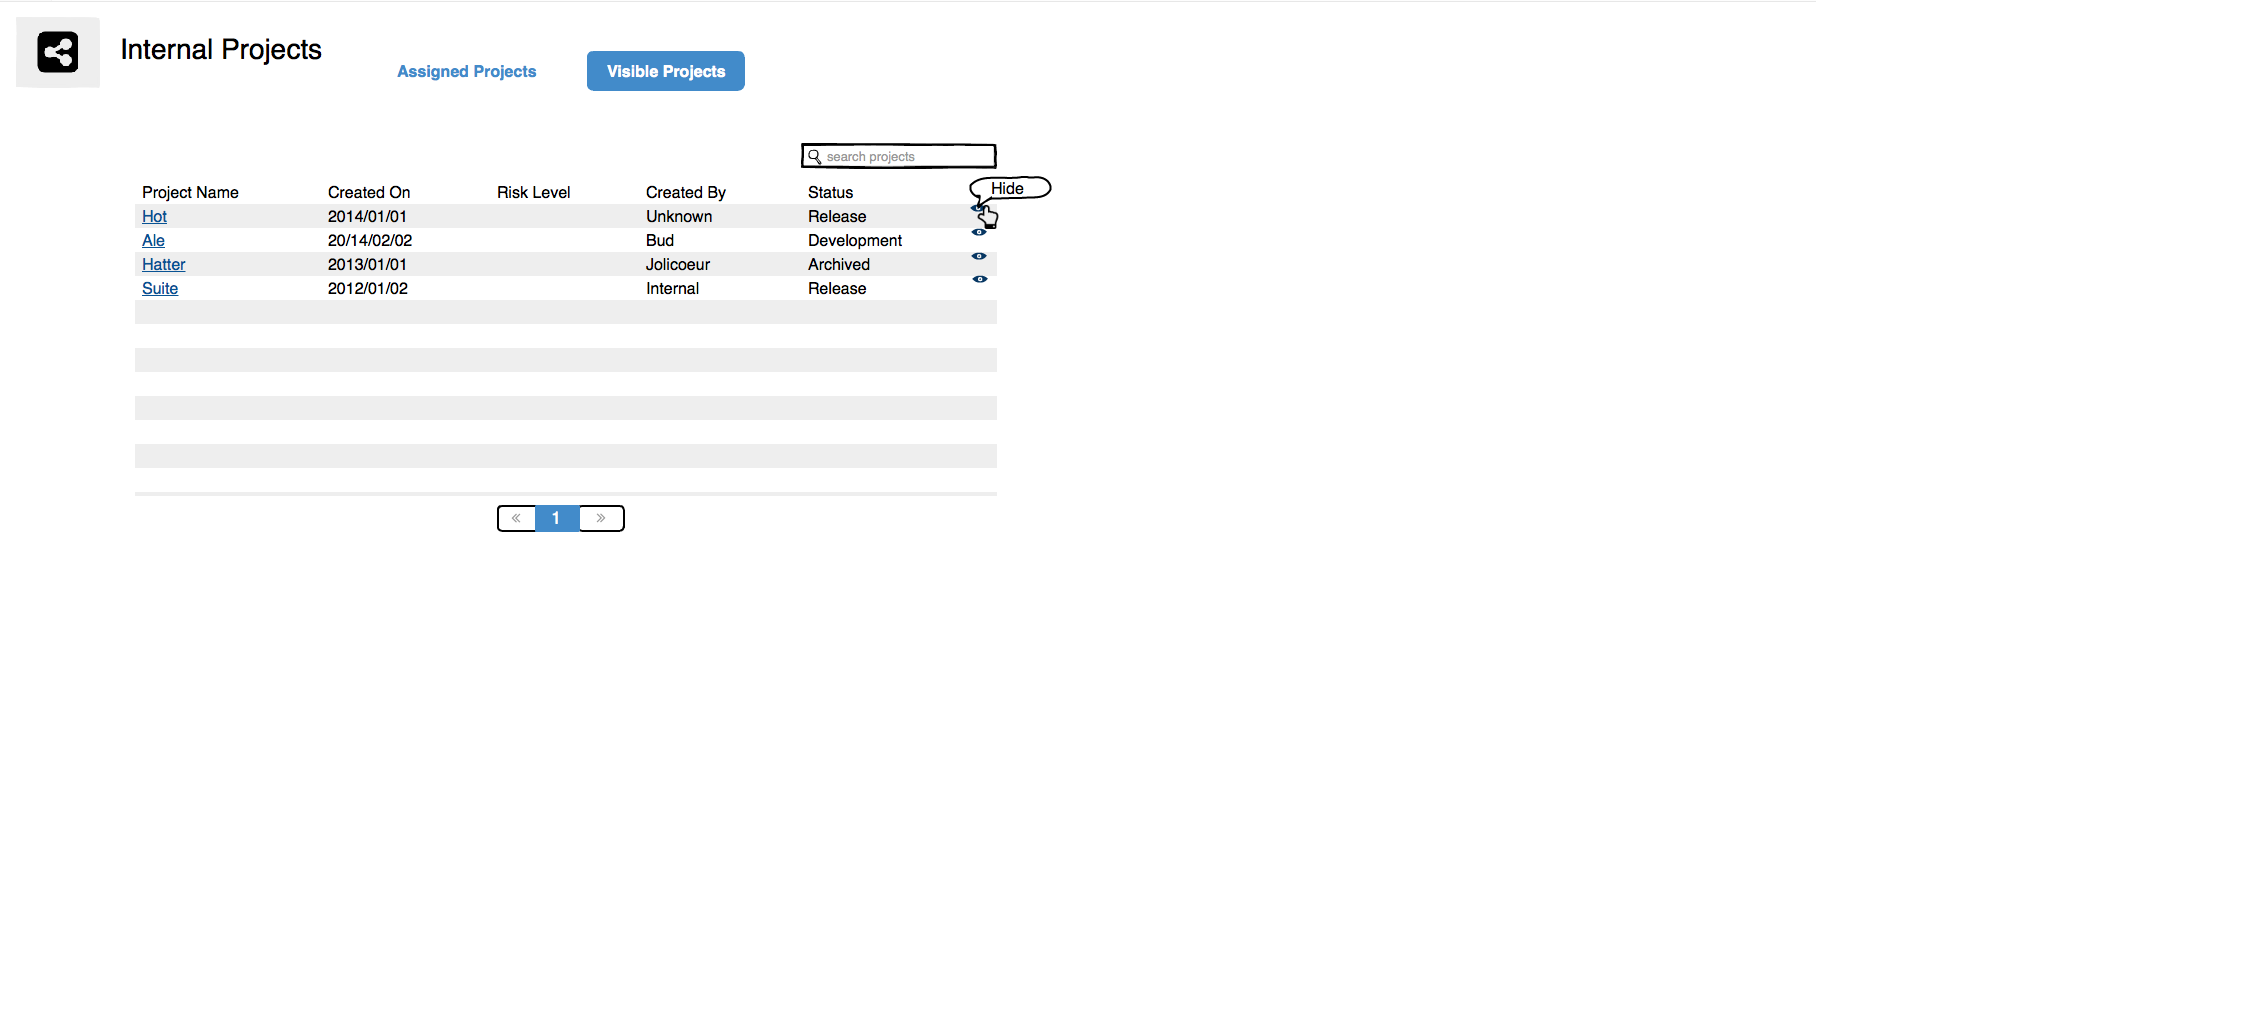 Internal Projects
Assigned Projects Visible Projects
search projects
Project Name Created On Risk Level Created By Status Hide
Hot 2014/01/01 Unknown Release
Ale 20/14/02/02 Bud Development
Hatter 2013/01/01 Jolicoeur Archived
Suite 2012/01/02 Internal Release
« 1 »